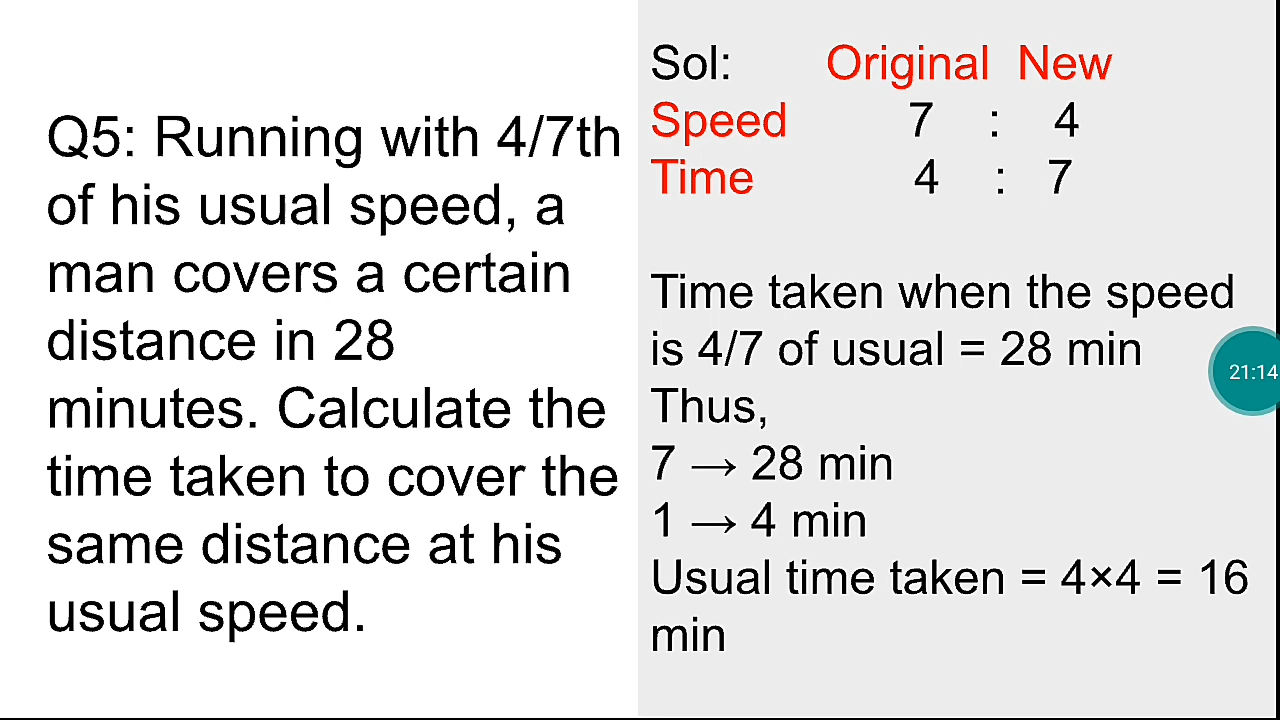 Q5: Running with 4/7th
of his usual speed, a
man covers a certain
distance in 28
minutes. Calculate the
time taken to cover the
same distance at his
usual speed.
Sol: Original New
Speed 7 : 4
Time 4 : 7
Time taken when the speed
is 4/7 of usual = 28 min
Thus,
7 → 28 min
1 → 4 min
Usual time taken = 4×4 = 16
min
21:14